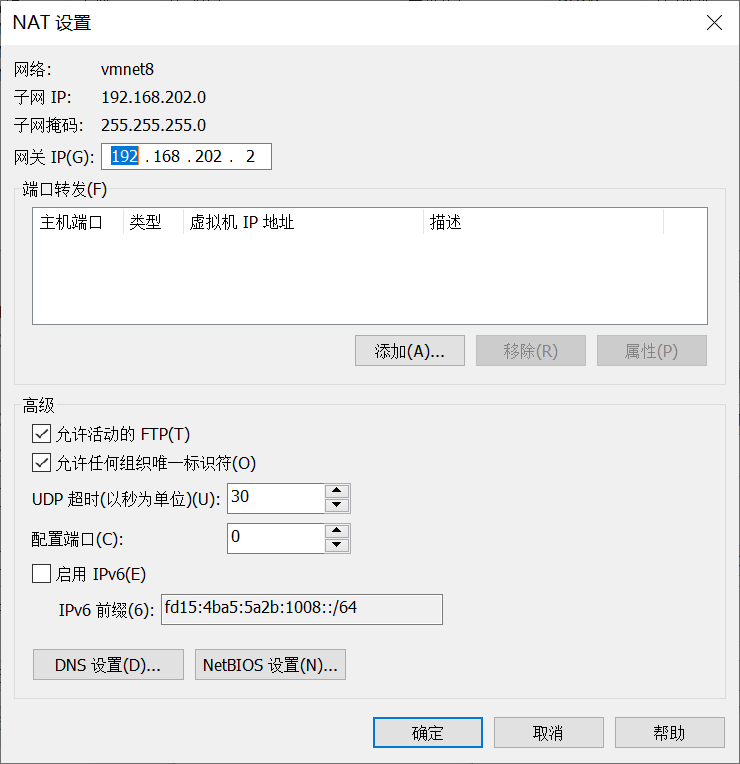 NAT 设置
网络: vmnet8
子网 IP: 192.168.202.0
子网掩码: 255.255.255.0
网关 IP(G): 192 . 168 . 202 . 2
端口转发(F)
主机端口 类型 虚拟机 IP 地址 描述
添加(A)... 移除(R) 属性(P)
高级
允许活动的 FTP(T)
允许任何组织唯一标识符(O)
UDP 超时(以秒为单位)(U): 30
配置端口(C): 0
启用 IPv6(E)
IPv6 前缀(6): fd15:4ba5:5a2b:1008::/64
DNS 设置(D)... NetBIOS 设置(N)...
确定 取消 帮助